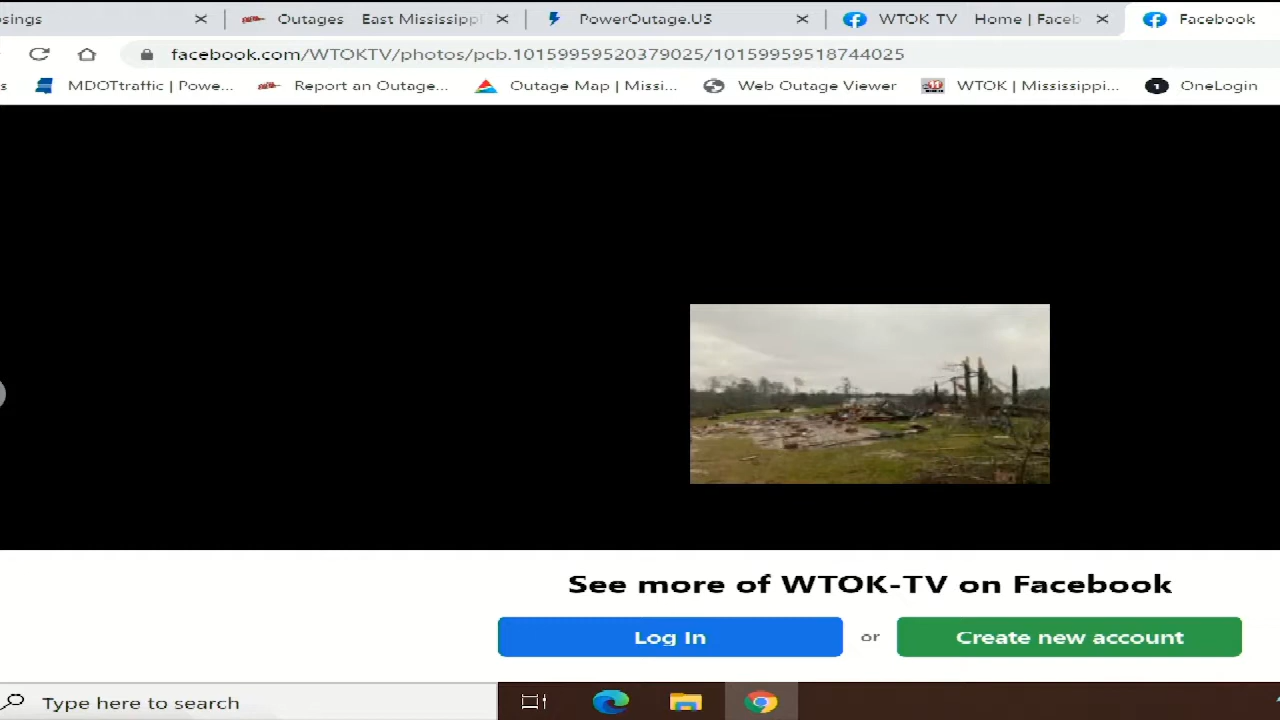 osings Outages East Mississippi PowerOutage.US WTOK TV Home | Faceb Facebook
facebook.com/WTOKTV/photos/pcb.10159959520379025/10159959518744025
s MDOTtraffic | Powe... Report an Outage... Outage Map | Missi... Web Outage Viewer WTOK | Mississippi... 1 OneLogin
See more of WTOK-TV on Facebook
Log In or Create new account
Type here to search